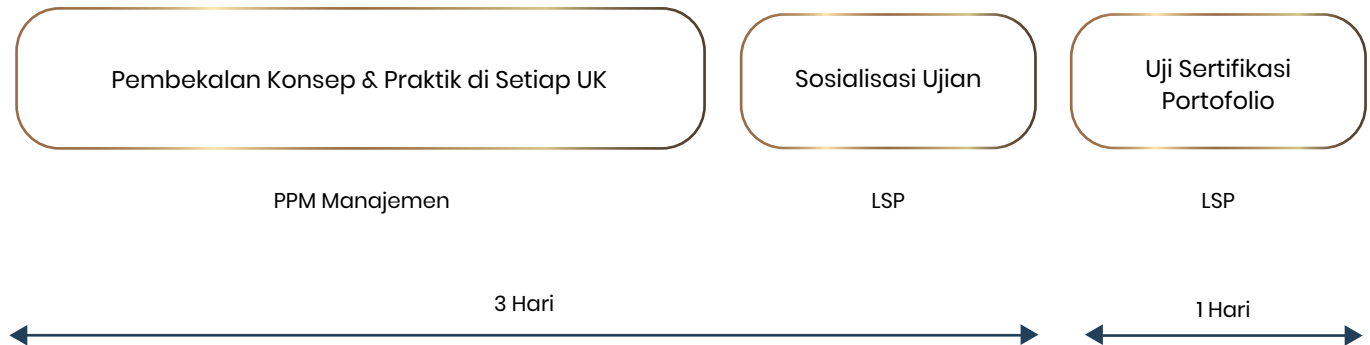 Pembekalan Konsep & Praktik di Setiap UK
Sosialisasi Ujian
Uji Sertifikasi
Portofolio
PPM Manajemen
LSP
LSP
3 Hari
1 Hari